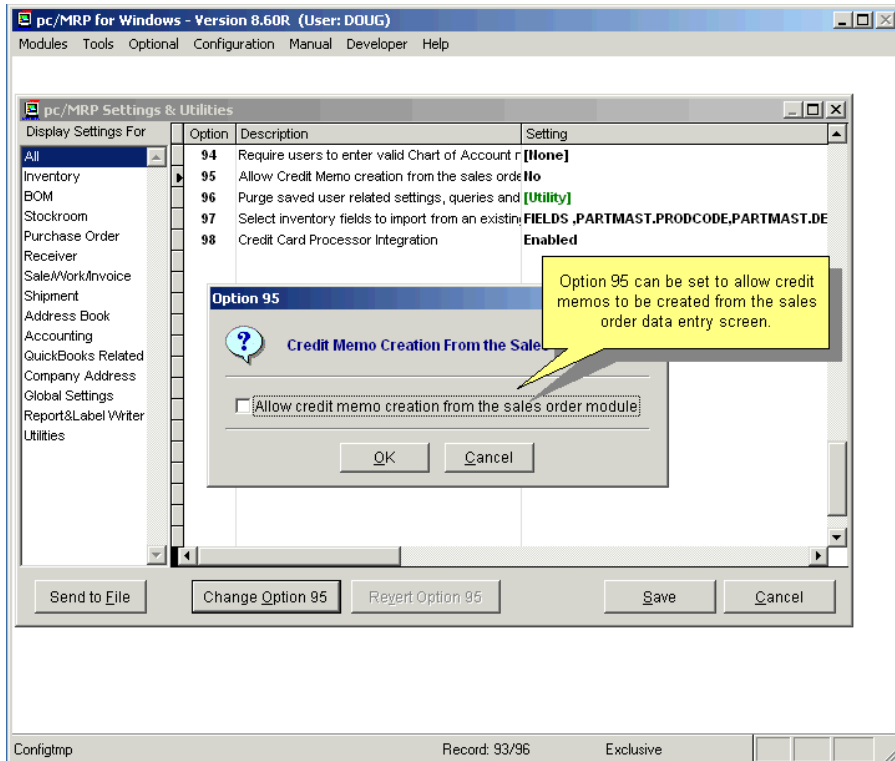 pc/MRP for Windows - Version 8.60R (User: DOUG)
Modules Tools Optional Configuration Manual Developer Help
pc/MRP Settings & Utilities
Display Settings For
Option Description Setting
All
Inventory
BOM
Stockroom
Purchase Order
Receiver
Sale/Work/Invoice
Shipment
Address Book
Accounting
QuickBooks Related
Company Address
Global Settings
Report&Label Writer
Utilities
94 Require users to enter valid Chart of Account [None]
95 Allow Credit Memo creation from the sales orde No
96 Purge saved user related settings, queries and [Utility]
97 Select inventory fields to import from an existing FIELDS ,PARTMAST.PRODCODE,PARTMAST.DE
98 Credit Card Processor Integration Enabled
Option 95 can be set to allow credit
memos to be created from the sales
order data entry screen.
Option 95
Credit Memo Creation From the Sales
Allow credit memo creation from the sales order module
OK Cancel
Send to File Change Option 95 Revert Option 95 Save Cancel
Configtmp Record: 93/96 Exclusive